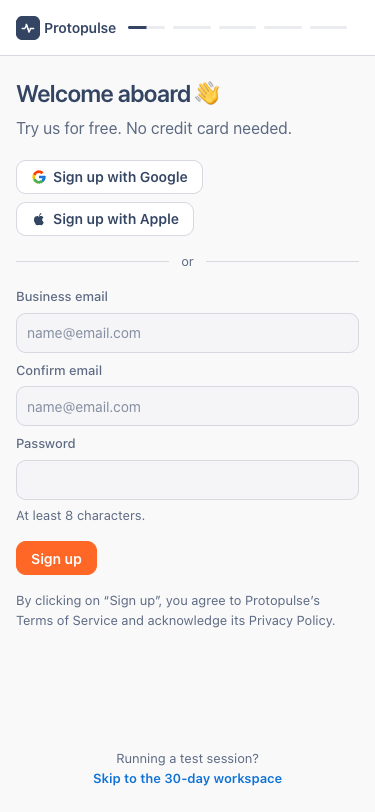 Protopulse
Welcome aboard 👋
Try us for free. No credit card needed.
Sign up with Google
Sign up with Apple
or
Business email
name@email.com
Confirm email
name@email.com
Password
At least 8 characters.
Sign up
By clicking on “Sign up”, you agree to Protopulse’s
Terms of Service and acknowledge its Privacy Policy.
Running a test session?
Skip to the 30-day workspace